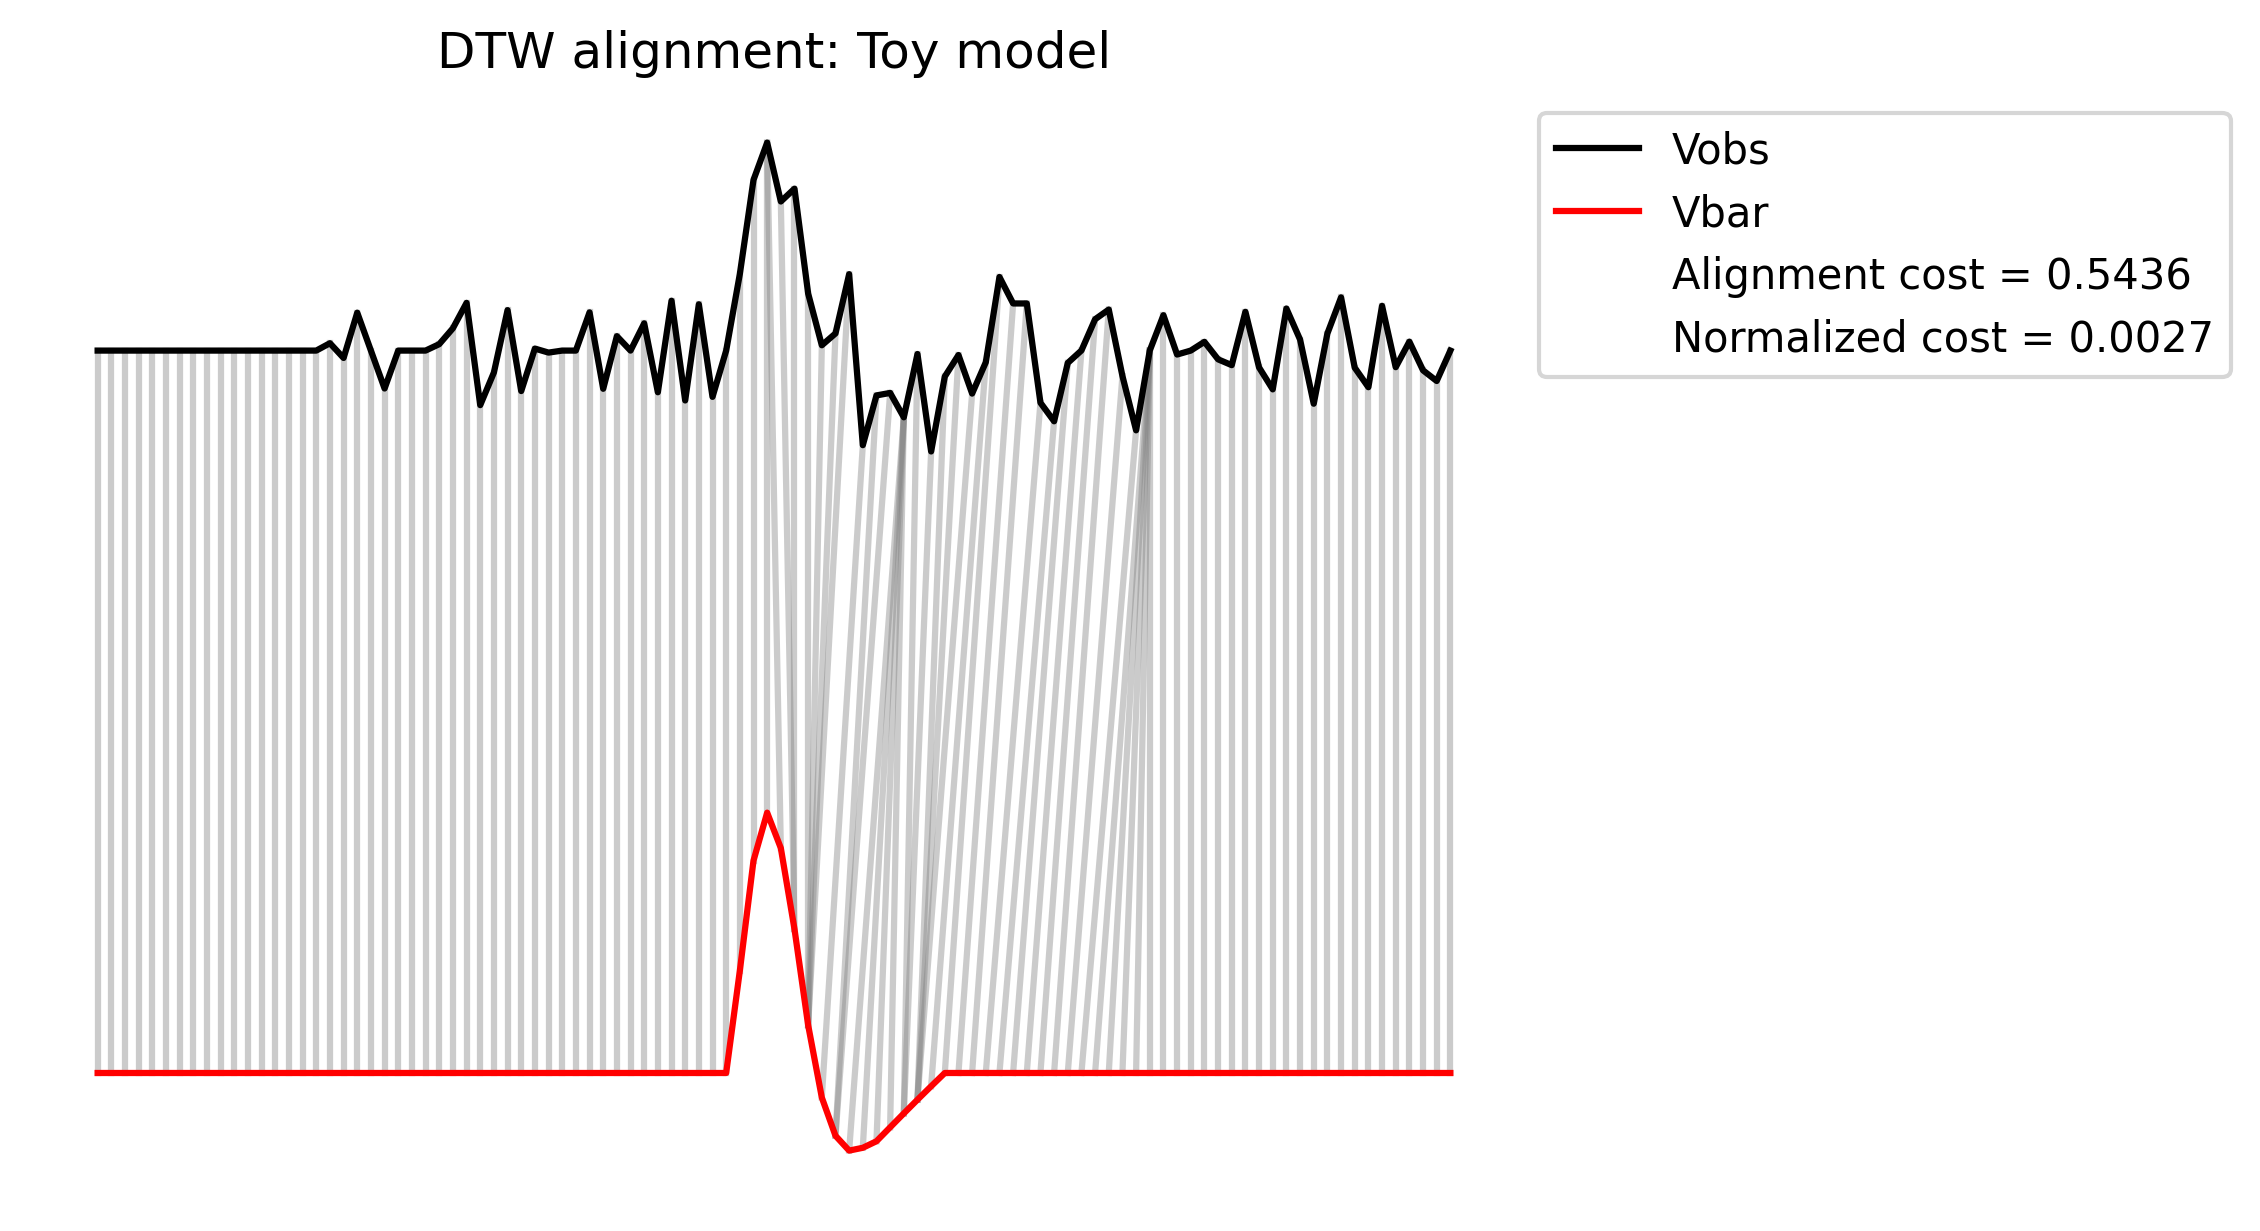 DTW alignment: Toy model
Vobs
Vbar
Alignment cost = 0.5436
Normalized cost = 0.0027